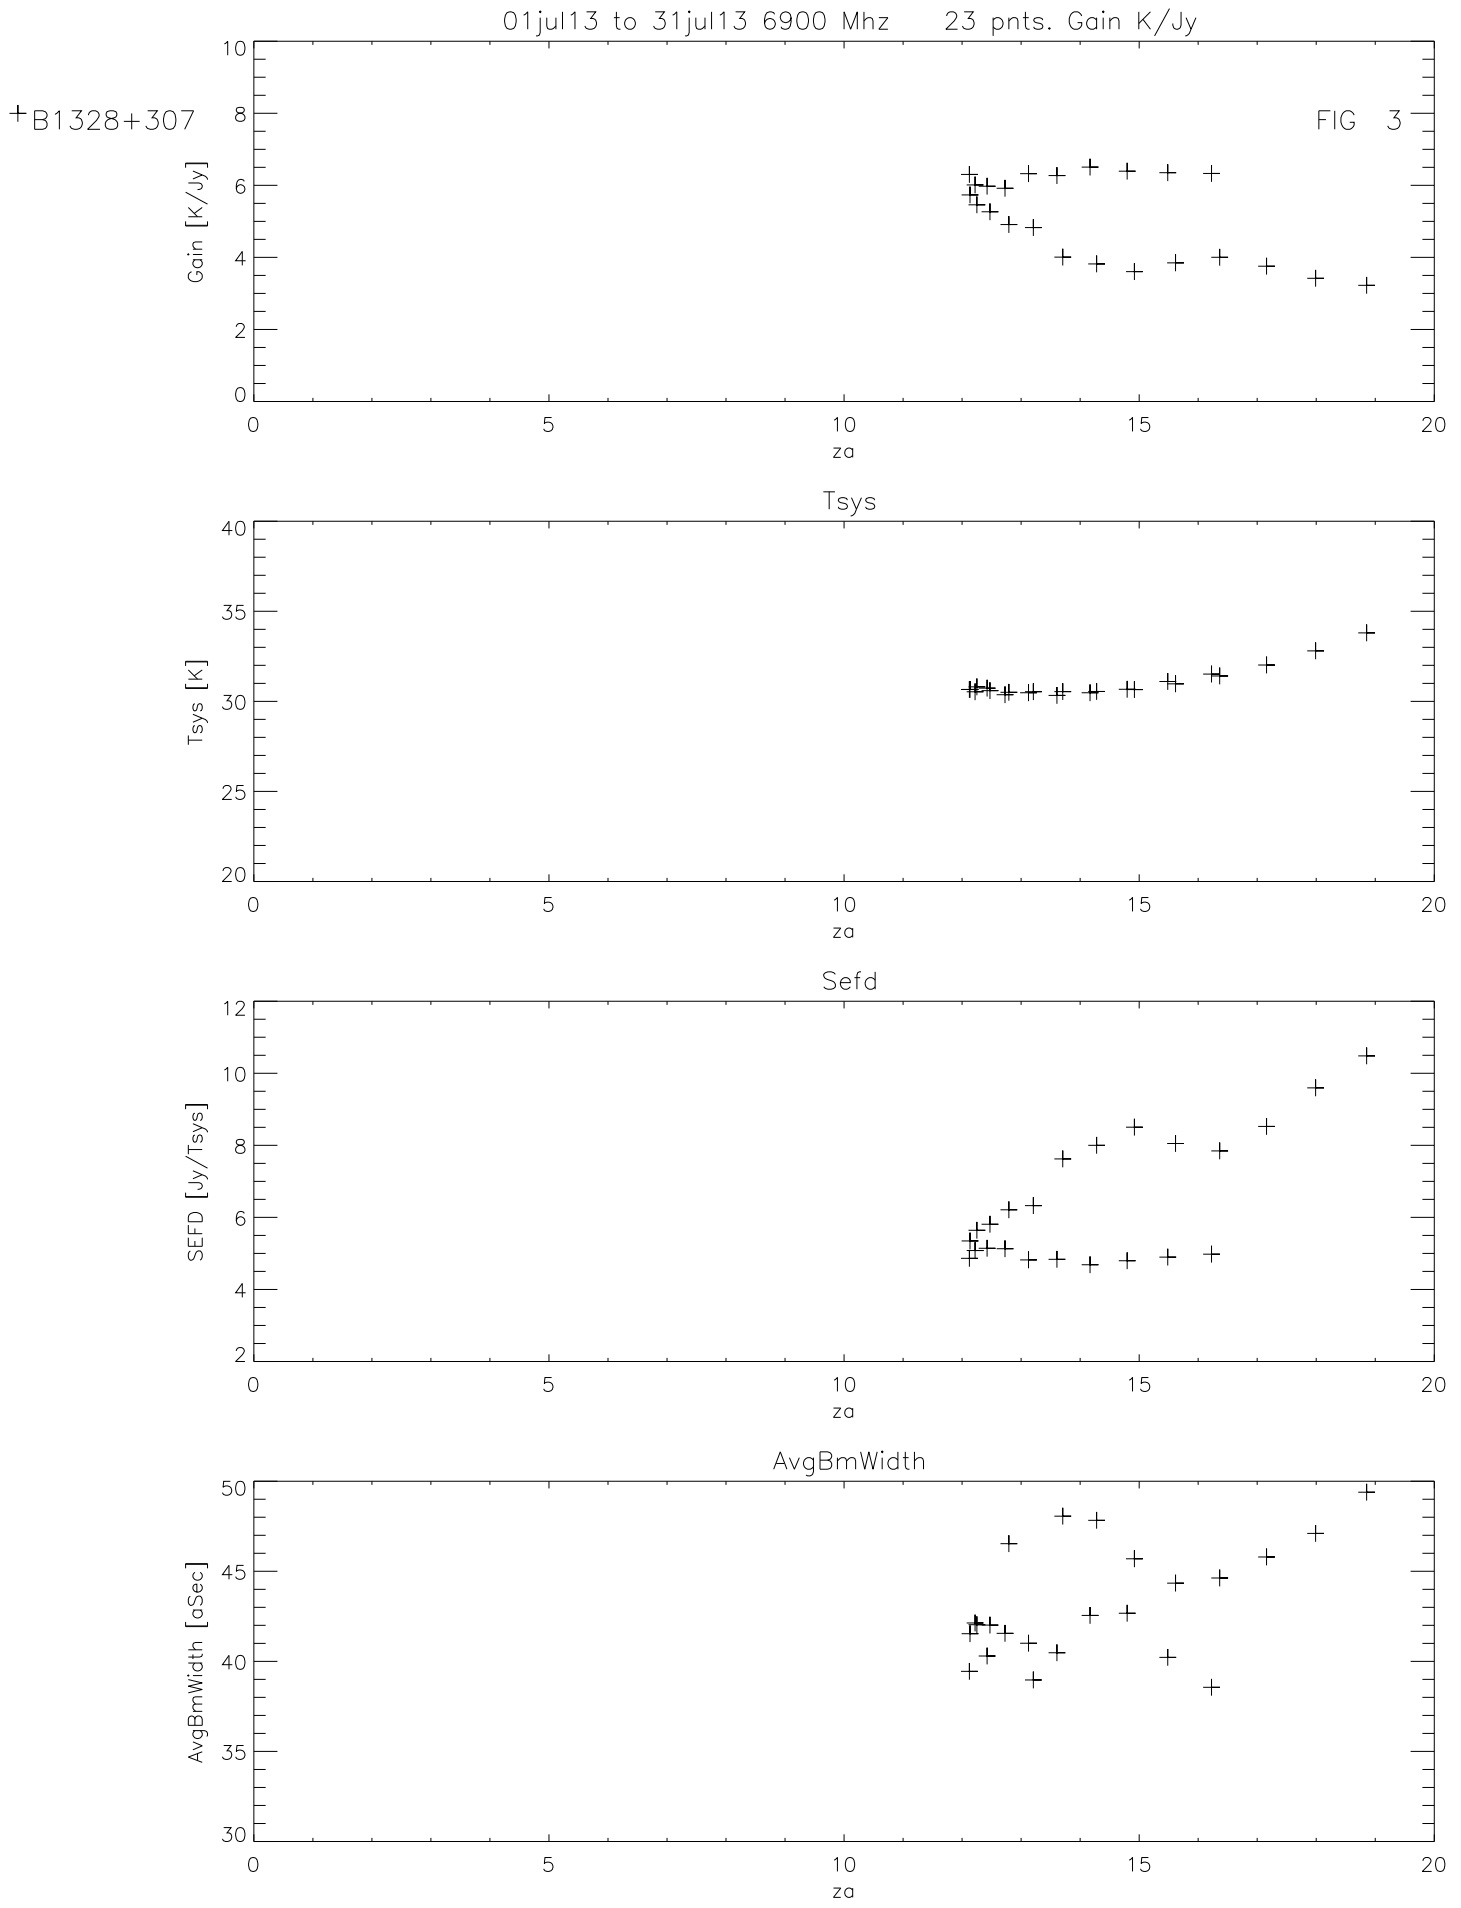 01jul13 to 31jul13 6900 Mhz 23 pnts. Gain K/Jy
+B1328+307
FIG 3
Gain [K/Jy]
10
8
6
4
2
0
0 5 10 15 20
za
Tsys
Tsys [K]
40
35
30
25
20
0 5 10 15 20
za
Sefd
SEFD [Jy/Tsys]
12
10
8
6
4
2
0 5 10 15 20
za
AvgBmWidth
AvgBmWidth [aSec]
50
45
40
35
30
0 5 10 15 20
za